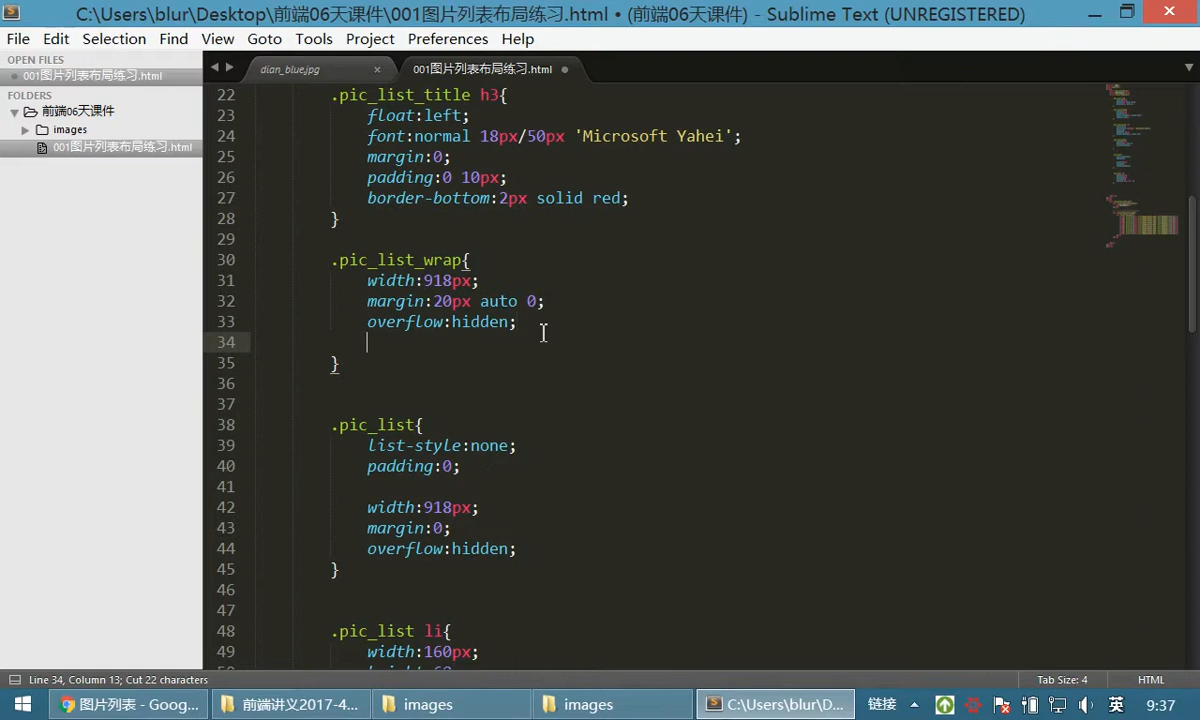 C:\Users\blur\Desktop\前端06天课件\001图片列表布局练习.html • (前端06天课件) - Sublime Text (UNREGISTERED)
File Edit Selection Find View Goto Tools Project Preferences Help
OPEN FILES
001图片列表布局练习.html
FOLDERS
前端06天课件
images
001图片列表布局练习.html
dian_blue.jpg × 001图片列表布局练习.html
22 .pic_list_title h3{
23 float:left;
24 font:normal 18px/50px 'Microsoft Yahei';
25 margin:0;
26 padding:0 10px;
27 border-bottom:2px solid red;
28 }
29
30 .pic_list_wrap{
31 width:918px;
32 margin:20px auto 0;
33 overflow:hidden;
34
35 }
36
37
38 .pic_list{
39 list-style:none;
40 padding:0;
41
42 width:918px;
43 margin:0;
44 overflow:hidden;
45 }
46
47
48 .pic_list li{
49 width:160px;
Line 34, Column 13; Cut 22 characters Tab Size: 4 HTML
图片列表 - Goog... 前端讲义2017-4... images images C:\Users\blur\D... 链接 英 9:37